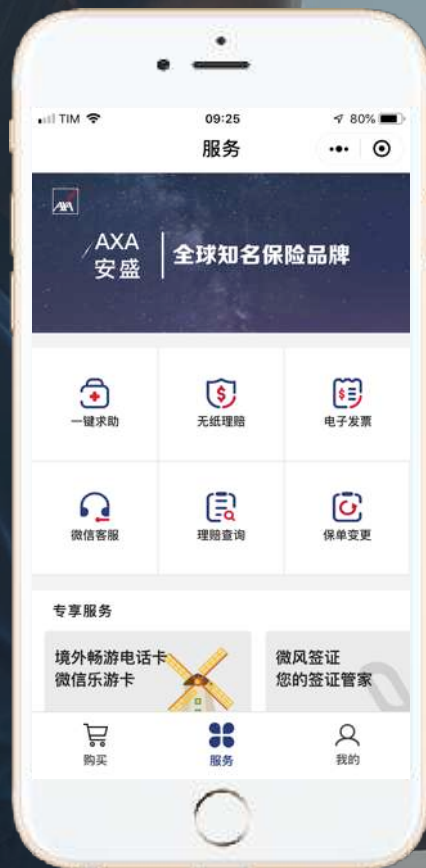 TIM
09:25
80%
服务
AXA
AXA
安盛
全球知名保险品牌
一键求助
无纸理赔
电子发票
微信客服
理赔查询
保单变更
专享服务
境外畅游电话卡
微信乐游卡
微风签证
您的签证管家
购买
服务
我的